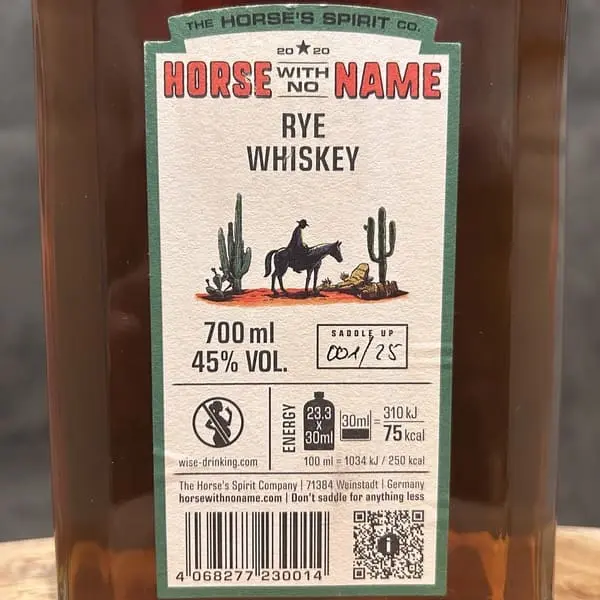 THE HORSE'S SPIRIT CO.
20★20
HORSE WITH NO NAME
RYE
WHISKEY
700 ml
45% VOL.
SADDLE UP
001/25
wise-drinking.com
ENERGY
23.3
x
30ml
30ml = 310 kJ
75 kcal
100 ml = 1034 kJ / 250 kcal
The Horse's Spirit Company | 71384 Weinstadt | Germany
horsewithnoname.com | Don't saddle for anything less
4 068277 230014
i